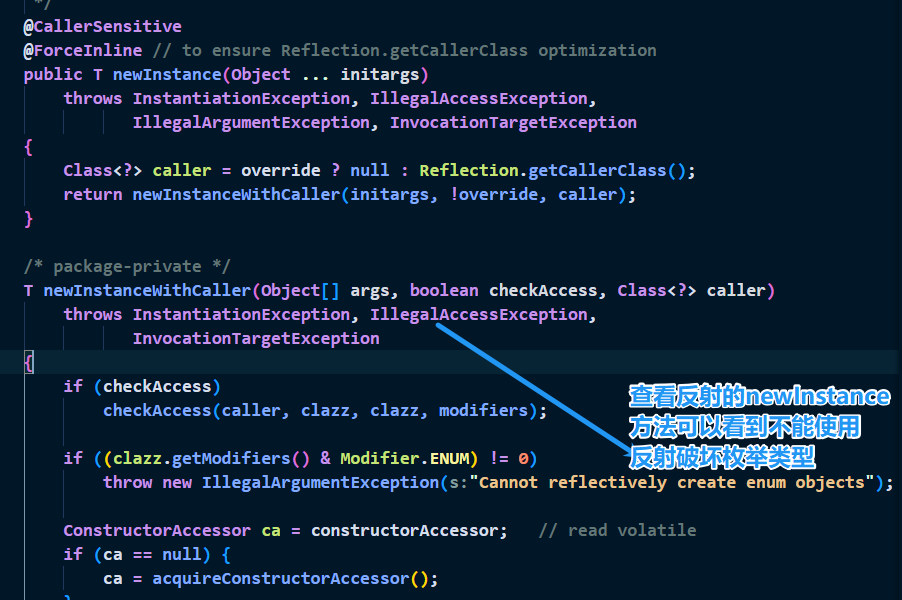 */
@CallerSensitive
@ForceInline // to ensure Reflection.getCallerClass optimization
public T newInstance(Object ... initargs)
throws InstantiationException, IllegalAccessException,
IllegalArgumentException, InvocationTargetException
{
Class<?> caller = override ? null : Reflection.getCallerClass();
return newInstanceWithCaller(initargs, !override, caller);
}
/* package-private */
T newInstanceWithCaller(Object[] args, boolean checkAccess, Class<?> caller)
throws InstantiationException, IllegalAccessException,
InvocationTargetException
{
if (checkAccess)
checkAccess(caller, clazz, clazz, modifiers);
if ((clazz.getModifiers() & Modifier.ENUM) != 0)
throw new IllegalArgumentException(s:"Cannot reflectively create enum objects");
ConstructorAccessor ca = constructorAccessor; // read volatile
if (ca == null) {
ca = acquireConstructorAccessor();
}
查看反射的newInstance
方法可以看到不能使用
反射破坏枚举类型